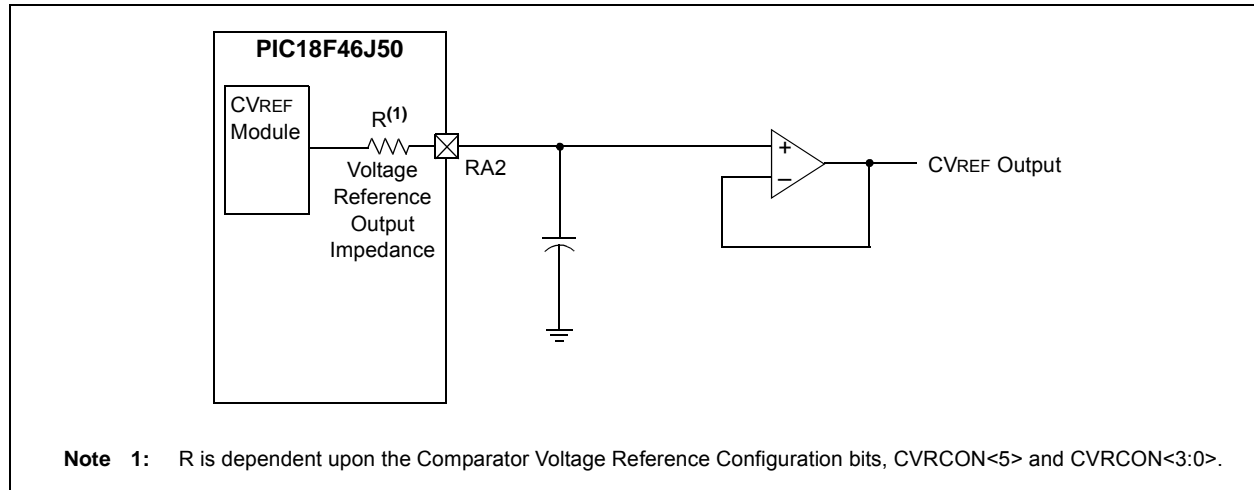 PIC18F46J50
CVREF
Module
R(1)
Voltage
Reference
Output
Impedance
RA2
+
–
CVREF Output
Note 1: R is dependent upon the Comparator Voltage Reference Configuration bits, CVRCON<5> and CVRCON<3:0>.